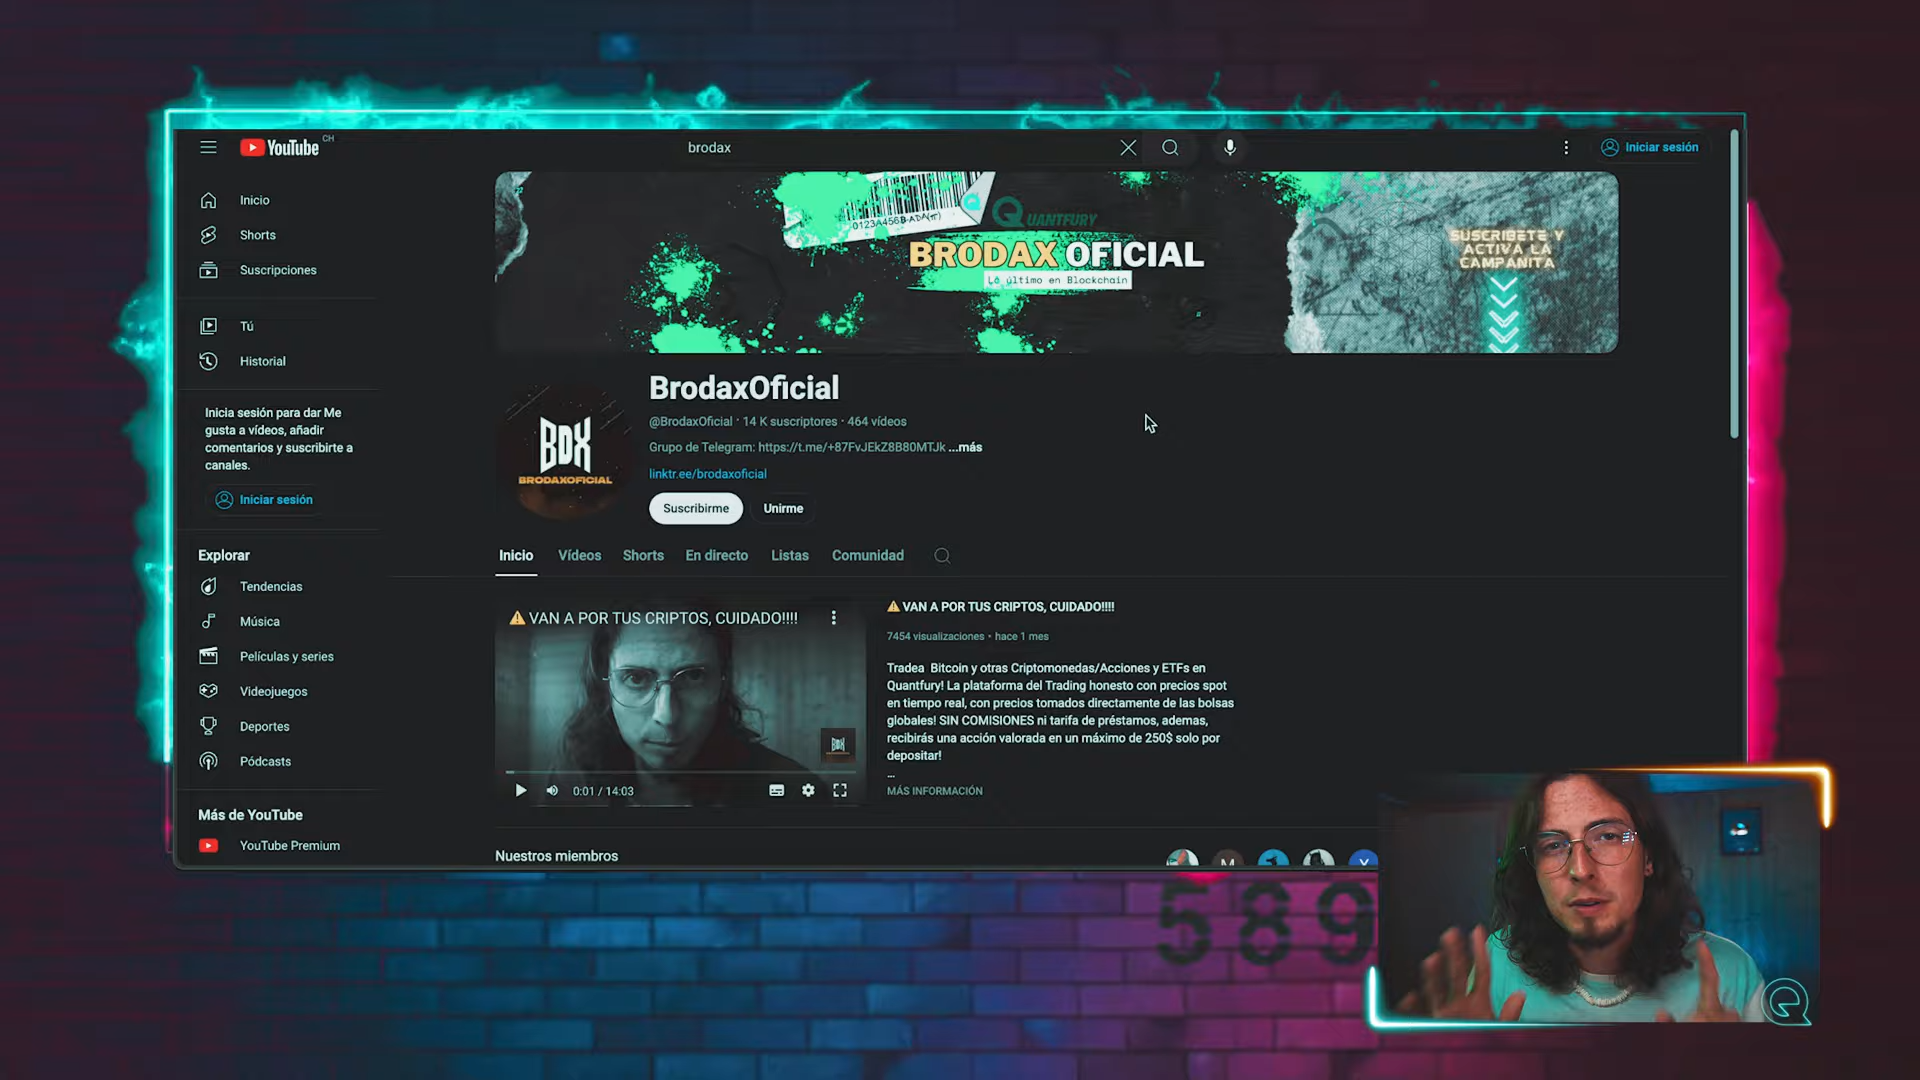 YouTube CH
brodax
Iniciar sesión
Inicio
Shorts
Suscripciones
Tú
Historial
Inicia sesión para dar Me
gusta a vídeos, añadir
comentarios y suscribirte a
canales.
Iniciar sesión
Explorar
Tendencias
Música
Películas y series
Videojuegos
Deportes
Pódcasts
Más de YouTube
YouTube Premium
QUANTFURY
BRODAX OFICIAL
Lo último en Blockchain
SUSCRIBETE Y
ACTIVA LA
CAMPANITA
BrodaxOficial
@BrodaxOficial · 14 K suscriptores · 464 vídeos
Grupo de Telegram: https://t.me/+87FvJEkZ8B80MTJk ...más
linktr.ee/brodaxoficial
Suscribirme
Unirme
BDX
BRODAXOFICIAL
Inicio
Vídeos
Shorts
En directo
Listas
Comunidad
⚠ VAN A POR TUS CRIPTOS, CUIDADO!!!!
BDX
0:01 / 14:03
⚠ VAN A POR TUS CRIPTOS, CUIDADO!!!!
7454 visualizaciones · hace 1 mes
Tradea Bitcoin y otras Criptomonedas/Acciones y ETFs en
Quantfury! La plataforma del Trading honesto con precios spot
en tiempo real, con precios tomados directamente de las bolsas
globales! SIN COMISIONES ni tarifa de préstamos, ademas,
recibirás una acción valorada en un máximo de 250$ solo por
depositar!
...
MÁS INFORMACIÓN
Nuestros miembros
M
Y
589